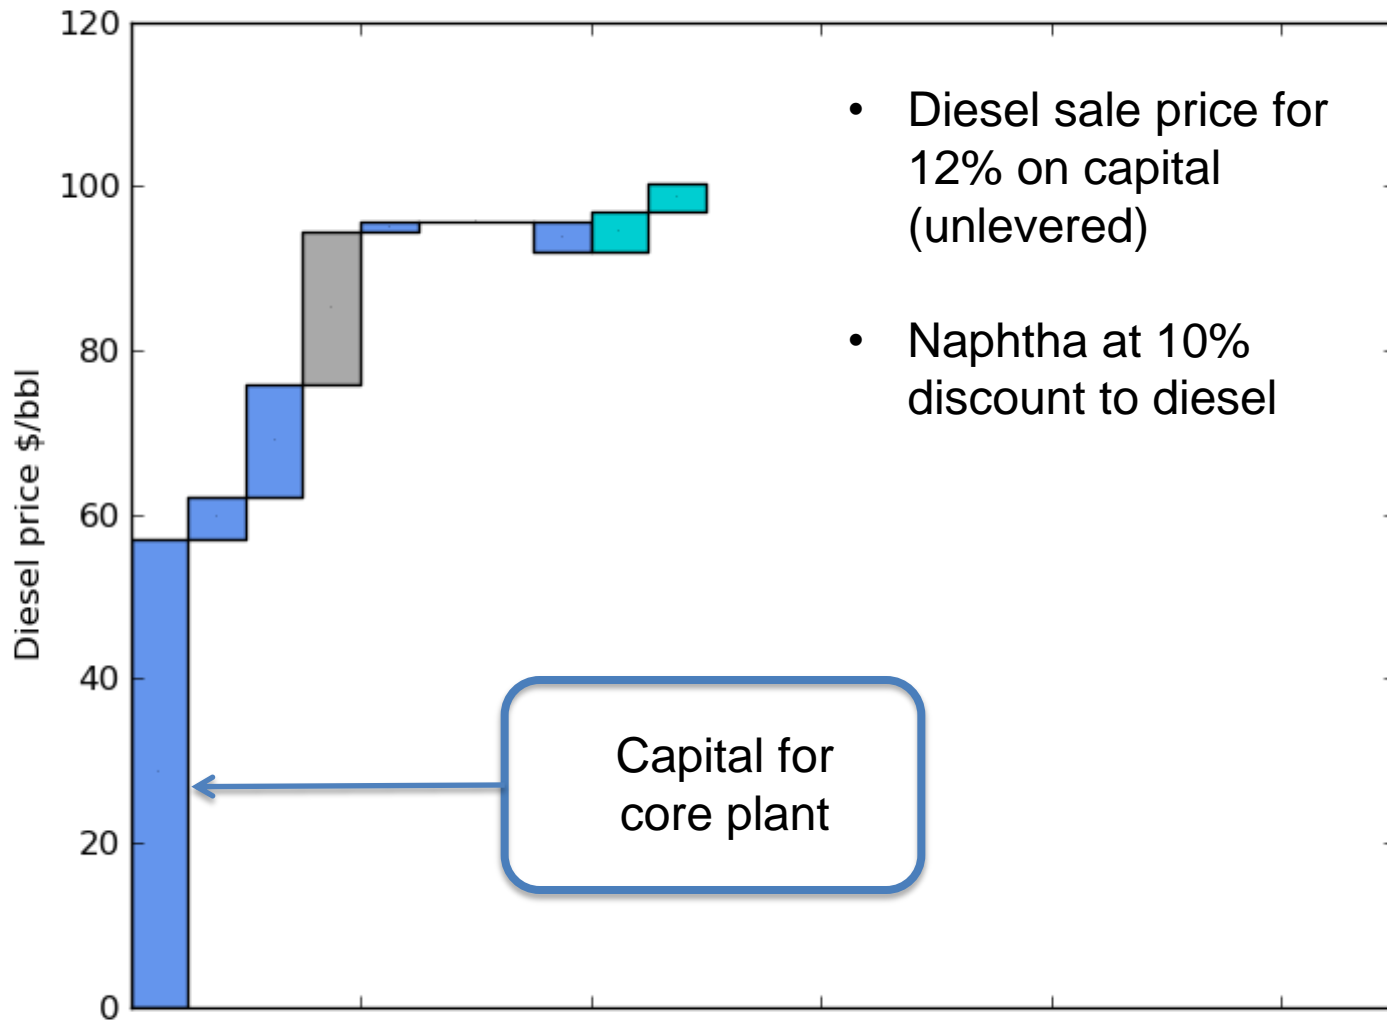 120
100
80
60
40
20
0
Diesel price $/bbl
• Diesel sale price for
12% on capital
(unlevered)
• Naphtha at 10%
discount to diesel
Capital for
core plant